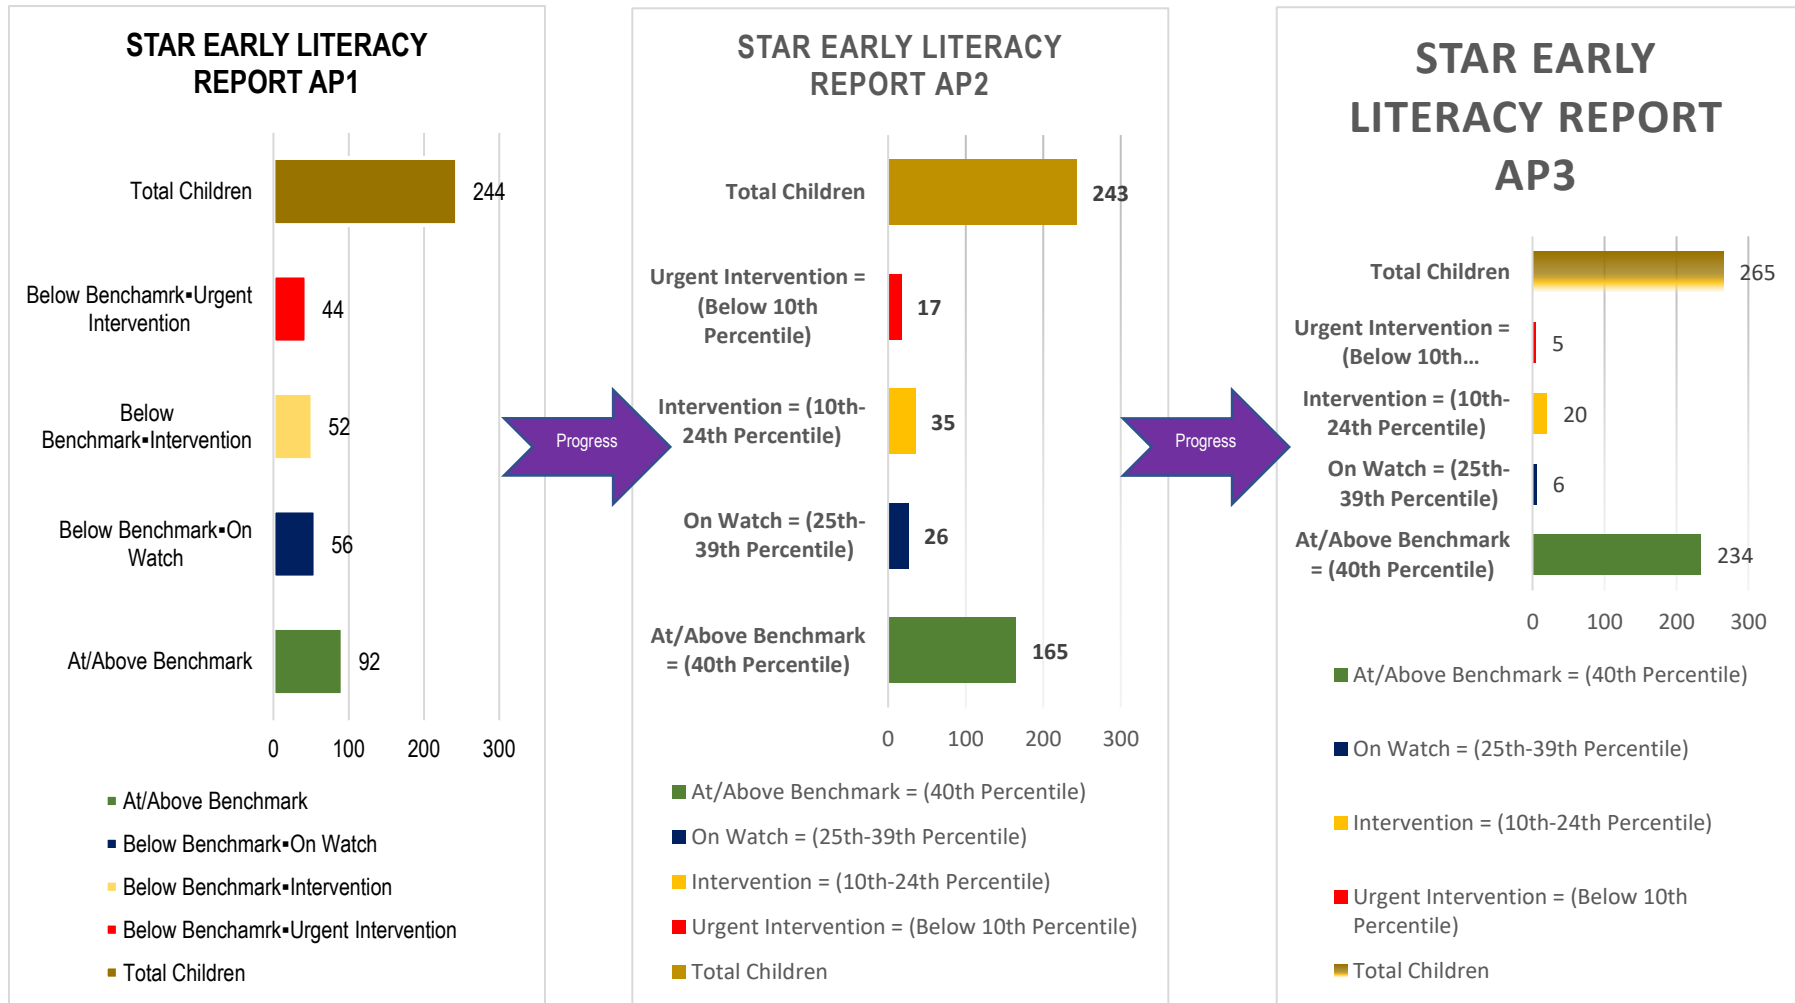 STAR EARLY LITERACY
REPORT AP1
Total Children
244
Below Benchamrk▪Urgent
Intervention
44
Below
Benchmark▪Intervention
52
Below Benchmark▪On
Watch
56
At/Above Benchmark
92
0 100 200 300
At/Above Benchmark
Below Benchmark▪On Watch
Below Benchmark▪Intervention
Below Benchamrk▪Urgent Intervention
Total Children
Progress
STAR EARLY LITERACY
REPORT AP2
Total Children
243
Urgent Intervention =
(Below 10th
Percentile)
17
Intervention = (10th-
24th Percentile)
35
On Watch = (25th-
39th Percentile)
26
At/Above Benchmark
= (40th Percentile)
165
0 100 200 300
At/Above Benchmark = (40th Percentile)
On Watch = (25th-39th Percentile)
Intervention = (10th-24th Percentile)
Urgent Intervention = (Below 10th Percentile)
Total Children
Progress
STAR EARLY
LITERACY REPORT
AP3
Total Children
265
Urgent Intervention =
(Below 10th…
5
Intervention = (10th-
24th Percentile)
20
On Watch = (25th-
39th Percentile)
6
At/Above Benchmark
= (40th Percentile)
234
0 100 200 300
At/Above Benchmark = (40th Percentile)
On Watch = (25th-39th Percentile)
Intervention = (10th-24th Percentile)
Urgent Intervention = (Below 10th
Percentile)
Total Children